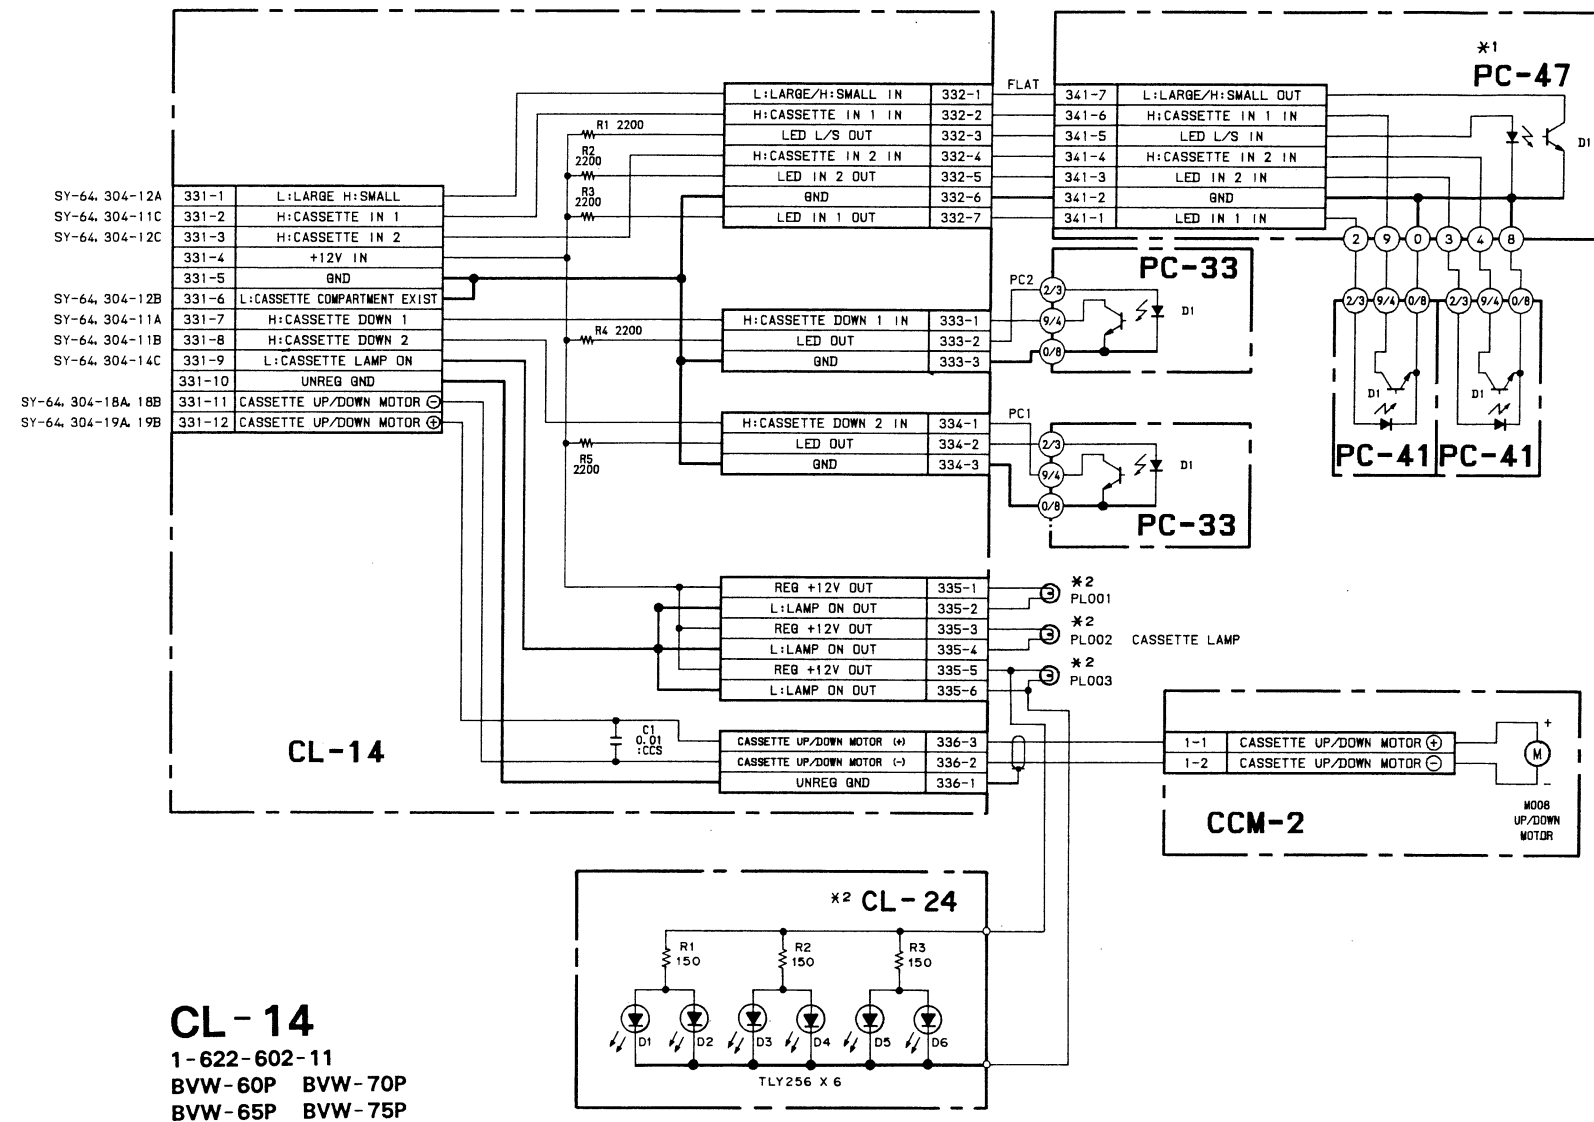 *1
PC-47
FLAT
L:LARGE/H:SMALL IN 332-1
H:CASSETTE IN 1 IN 332-2
LED L/S OUT 332-3
H:CASSETTE IN 2 IN 332-4
LED IN 2 OUT 332-5
GND 332-6
LED IN 1 OUT 332-7
341-7 L:LARGE/H:SMALL OUT
341-6 H:CASSETTE IN 1 IN
341-5 LED L/S IN
341-4 H:CASSETTE IN 2 IN
341-3 LED IN 2 IN
341-2 GND
341-1 LED IN 1 IN
D1
R1 2200
R2
2200
R3
2200
SY-64, 304-12A 331-1 L:LARGE H:SMALL
SY-64, 304-11C 331-2 H:CASSETTE IN 1
SY-64, 304-12C 331-3 H:CASSETTE IN 2
331-4 +12V IN
331-5 GND
SY-64, 304-12B 331-6 L:CASSETTE COMPARTMENT EXIST
SY-64, 304-11A 331-7 H:CASSETTE DOWN 1
SY-64, 304-11B 331-8 H:CASSETTE DOWN 2
SY-64, 304-14C 331-9 L:CASSETTE LAMP ON
331-10 UNREG GND
SY-64, 304-18A, 18B 331-11 CASSETTE UP/DOWN MOTOR ⊖
SY-64, 304-19A, 19B 331-12 CASSETTE UP/DOWN MOTOR ⊕
2 9 0 3 4 8
2/3 9/4 0/8 2/3 9/4 0/8
D1 D1
PC-41 PC-41
PC-33
PC2
2/3
9/4
0/8
D1
R4 2200
H:CASSETTE DOWN 1 IN 333-1
LED OUT 333-2
GND 333-3
PC1
H:CASSETTE DOWN 2 IN 334-1
LED OUT 334-2
GND 334-3
R5
2200
2/3
9/4
0/8
D1
PC-33
REG +12V OUT 335-1
L:LAMP ON OUT 335-2
REG +12V OUT 335-3
L:LAMP ON OUT 335-4
REG +12V OUT 335-5
L:LAMP ON OUT 335-6
*2
PL001
*2
PL002 CASSETTE LAMP
*2
PL003
CL-14
C1
0.01
:CCS
CASSETTE UP/DOWN MOTOR (+) 336-3
CASSETTE UP/DOWN MOTOR (-) 336-2
UNREG GND 336-1
1-1 CASSETTE UP/DOWN MOTOR ⊕
1-2 CASSETTE UP/DOWN MOTOR ⊖
+
M
-
M008
UP/DOWN
MOTOR
CCM-2
*2 CL-24
R1
150
R2
150
R3
150
D1 D2 D3 D4 D5 D6
TLY256 X 6
CL-14
1-622-602-11
BVW-60P BVW-70P
BVW-65P BVW-75P